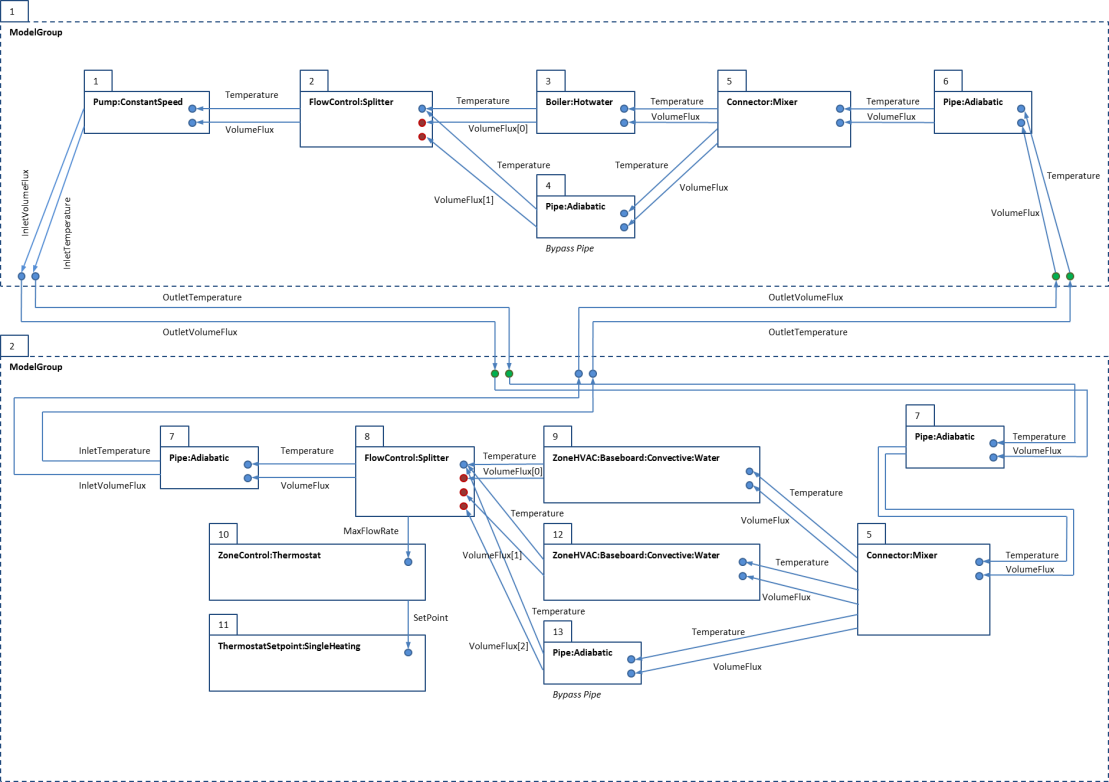 1
ModelGroup
1
Pump:ConstantSpeed
Temperature
VolumeFlux
2
FlowControl:Splitter
Temperature
VolumeFlux[0]
3
Boiler:Hotwater
Temperature
VolumeFlux
5
Connector:Mixer
Temperature
VolumeFlux
6
Pipe:Adiabatic
Temperature
VolumeFlux
Temperature
VolumeFlux[1]
4
Pipe:Adiabatic
Bypass Pipe
Temperature
VolumeFlux
InletVolumeFlux
InletTemperature
OutletTemperature
OutletVolumeFlux
OutletVolumeFlux
OutletTemperature
2
ModelGroup
InletTemperature
InletVolumeFlux
7
Pipe:Adiabatic
Temperature
VolumeFlux
8
FlowControl:Splitter
Temperature
VolumeFlux[0]
9
ZoneHVAC:Baseboard:Convective:Water
Temperature
VolumeFlux
7
Pipe:Adiabatic
Temperature
VolumeFlux
MaxFlowRate
10
ZoneControl:Thermostat
Temperature
VolumeFlux[1]
12
ZoneHVAC:Baseboard:Convective:Water
Temperature
VolumeFlux
5
Connector:Mixer
Temperature
VolumeFlux
SetPoint
11
ThermostatSetpoint:SingleHeating
Temperature
VolumeFlux[2]
13
Pipe:Adiabatic
Bypass Pipe
Temperature
VolumeFlux